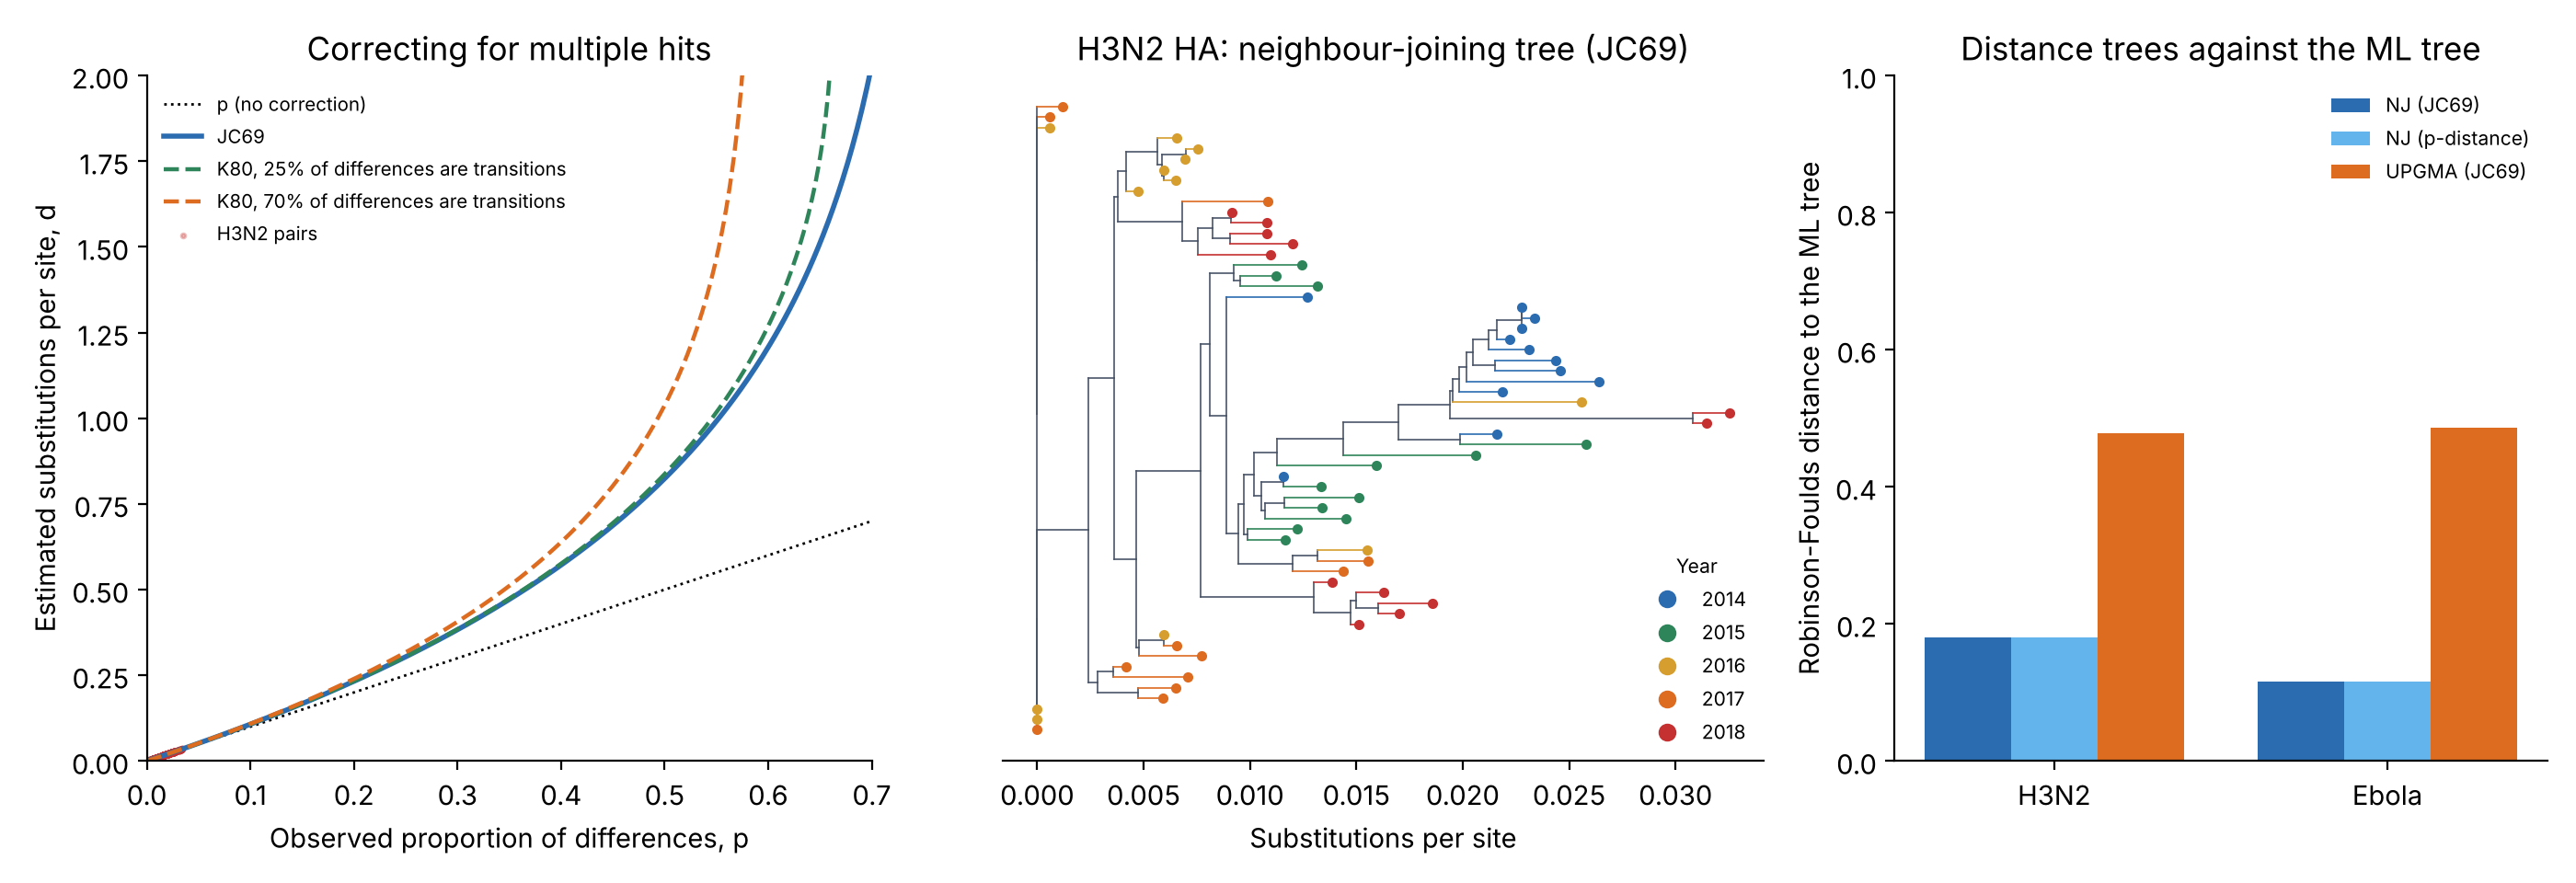 Correcting for multiple hits
Estimated substitutions per site, d
2.00
1.75
1.50
1.25
1.00
0.75
0.50
0.25
0.00
p (no correction)
JC69
K80, 25% of differences are transitions
K80, 70% of differences are transitions
H3N2 pairs
0.0 0.1 0.2 0.3 0.4 0.5 0.6 0.7
Observed proportion of differences, p
H3N2 HA: neighbour-joining tree (JC69)
Year
2014
2015
2016
2017
2018
0.000 0.005 0.010 0.015 0.020 0.025 0.030
Substitutions per site
Distance trees against the ML tree
Robinson-Foulds distance to the ML tree
1.0
0.8
0.6
0.4
0.2
0.0
NJ (JC69)
NJ (p-distance)
UPGMA (JC69)
H3N2 Ebola